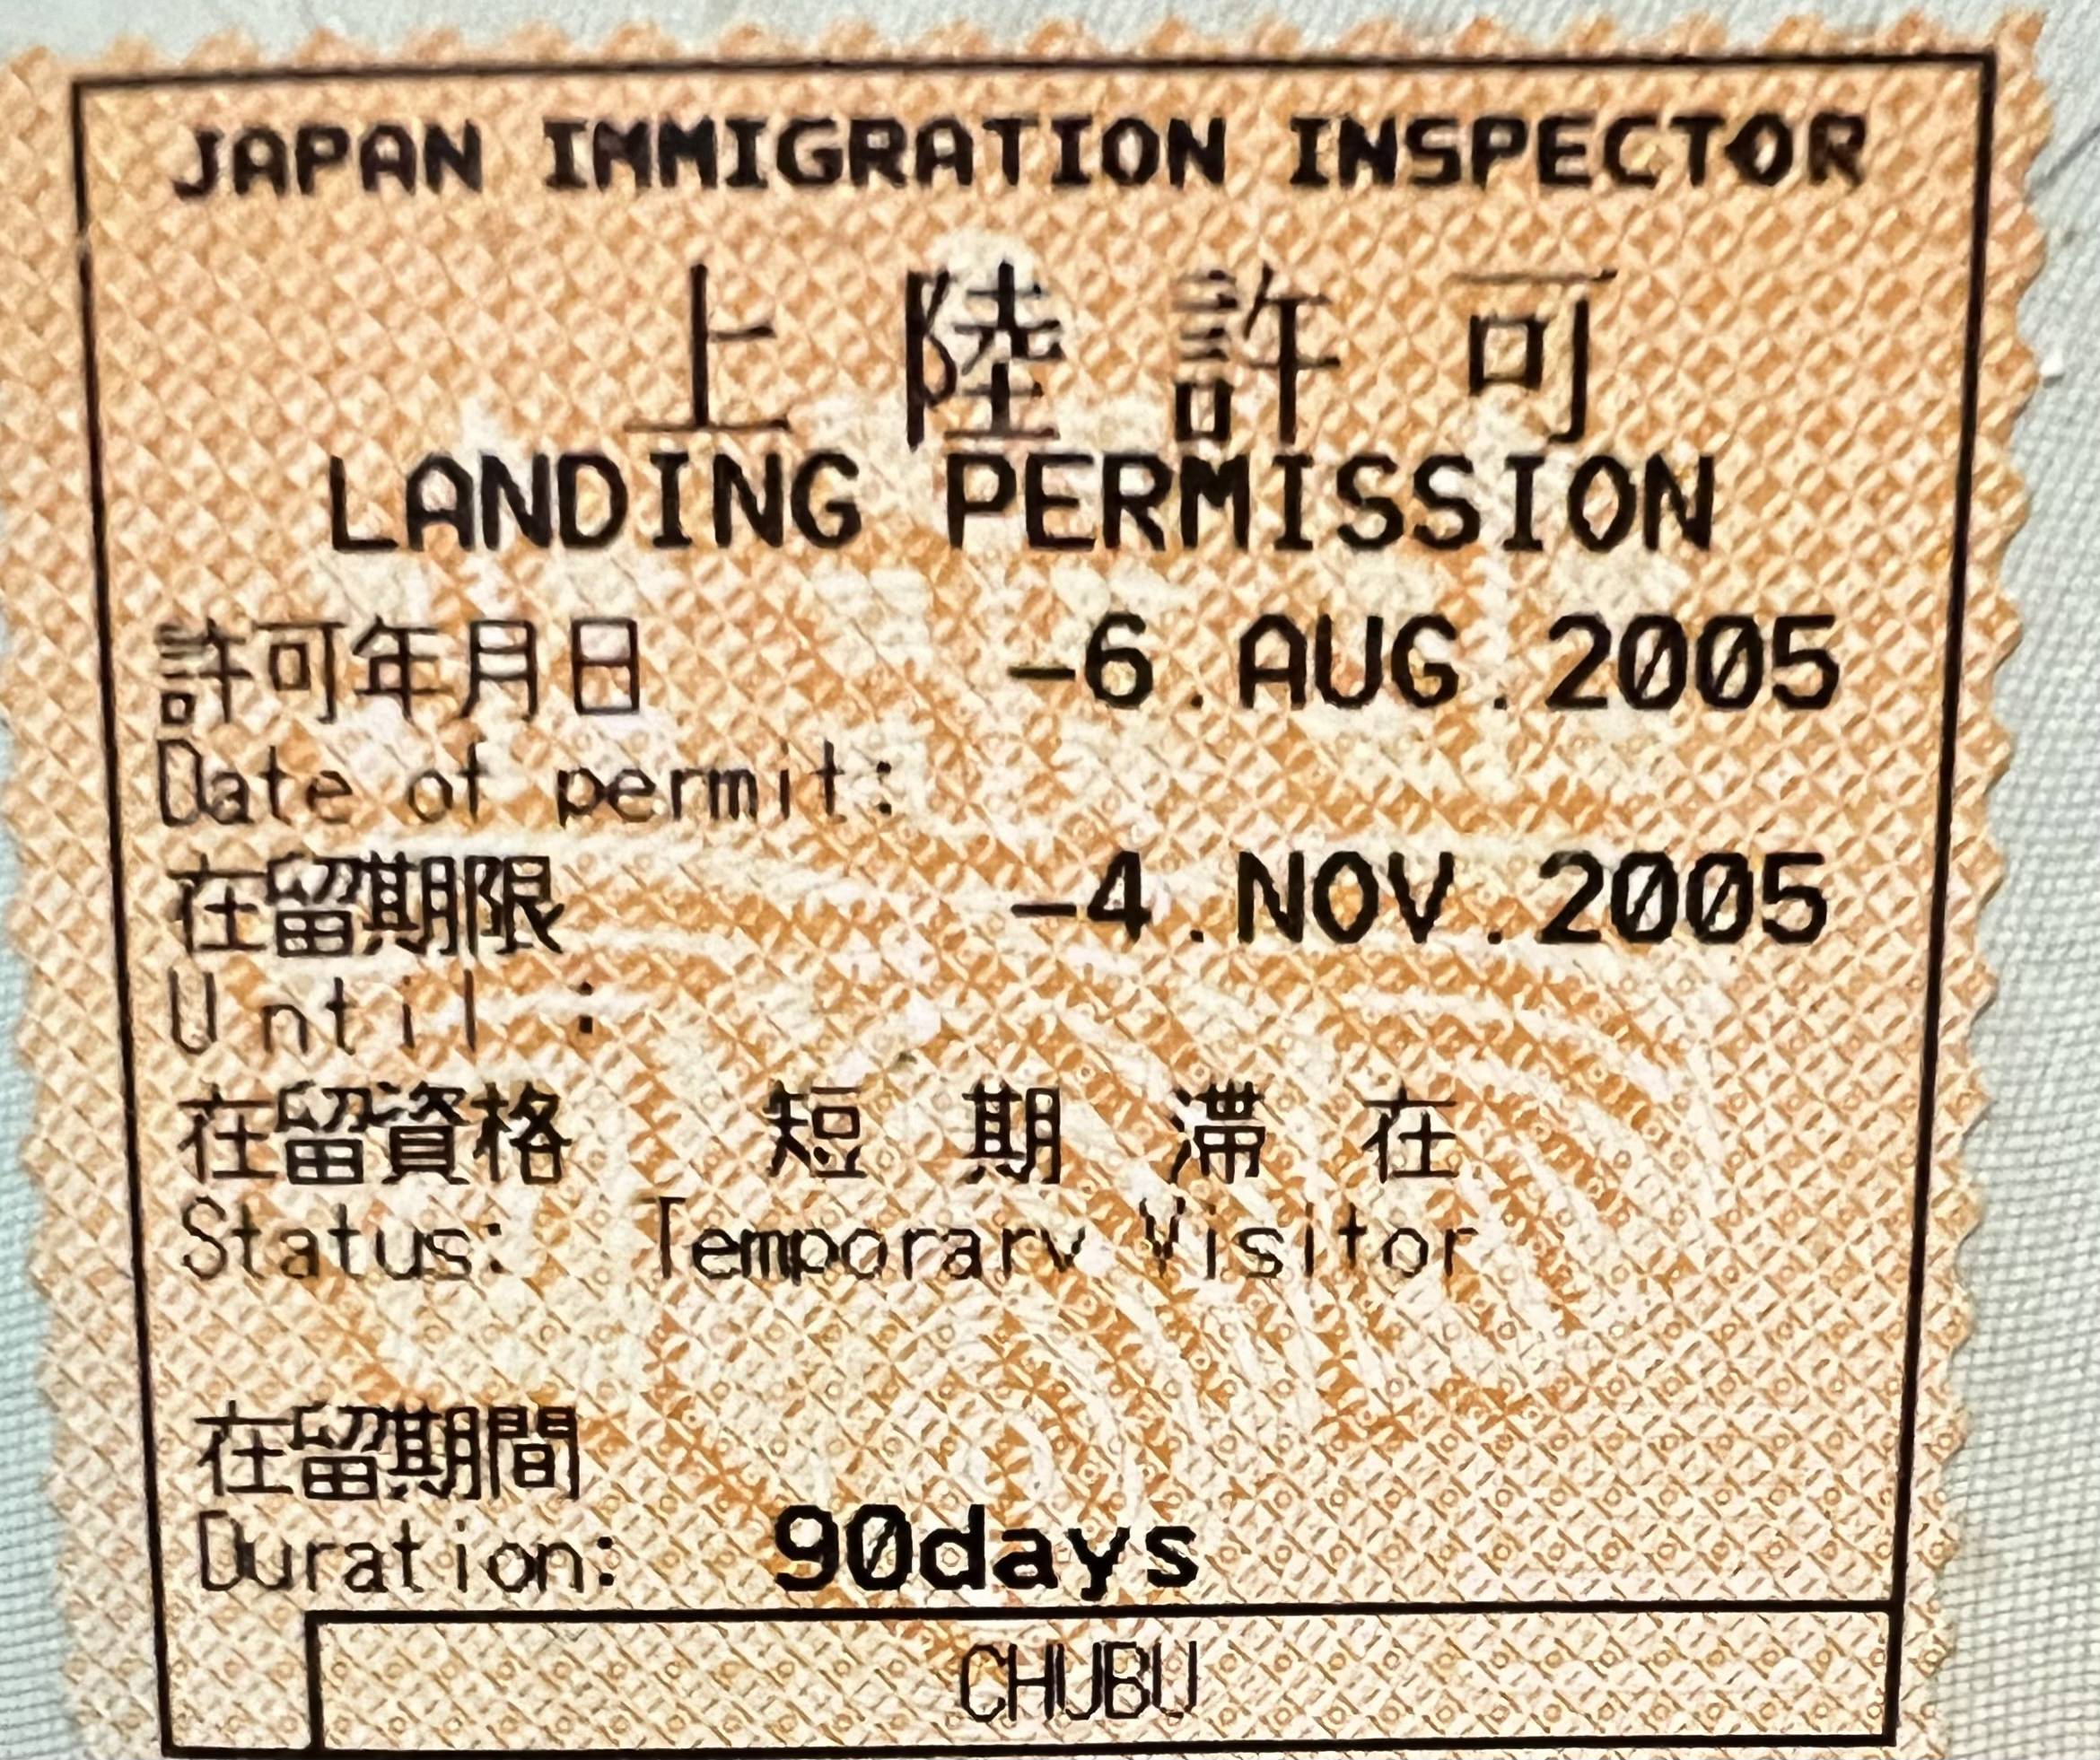 JAPAN IMMIGRATION INSPECTOR
上陸許可
LANDING PERMISSION
許可年月日 -6.AUG.2005
Date of permit:
在留期限 -4.NOV.2005
Until :
在留資格 短期滞在
Status: Temporary Visitor
在留期間
Duration: 90days
CHUBU